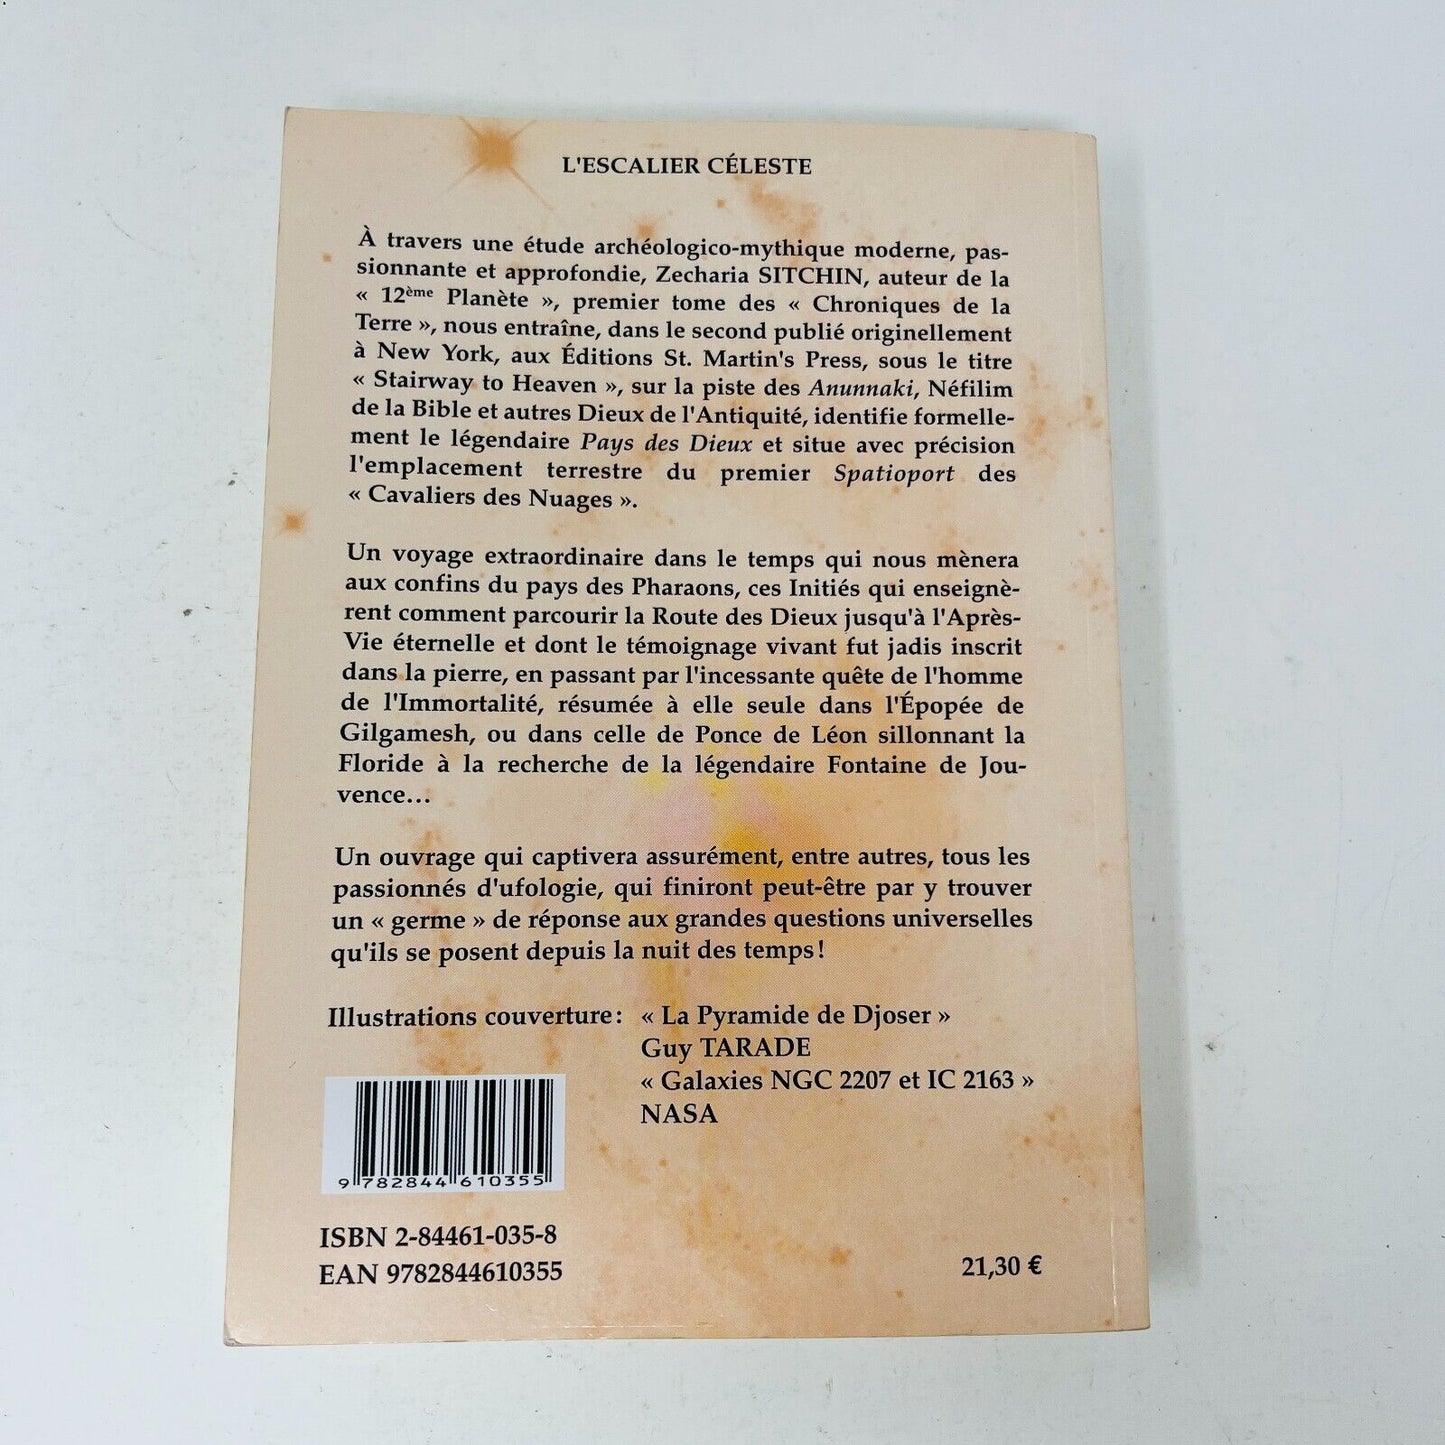 L'ESCALIER CÉLESTE
À travers une étude archéologico-mythique moderne, pas-
sionnante et approfondie, Zecharia SITCHIN, auteur de la
« 12ème Planète », premier tome des « Chroniques de la
Terre », nous entraîne, dans le second publié originellement
à New York, aux Éditions St. Martin's Press, sous le titre
« Stairway to Heaven », sur la piste des Anunnaki, Néfilim
de la Bible et autres Dieux de l'Antiquité, identifie formelle-
ment le légendaire Pays des Dieux et situe avec précision
l'emplacement terrestre du premier Spatioport des
« Cavaliers des Nuages ».
Un voyage extraordinaire dans le temps qui nous mènera
aux confins du pays des Pharaons, ces Initiés qui enseignè-
rent comment parcourir la Route des Dieux jusqu'à l'Après-
Vie éternelle et dont le témoignage vivant fut jadis inscrit
dans la pierre, en passant par l'incessante quête de l'homme
de l'Immortalité, résumée à elle seule dans l'Épopée de
Gilgamesh, ou dans celle de Ponce de Léon sillonnant la
Floride à la recherche de la légendaire Fontaine de Jou-
vence...
Un ouvrage qui captivera assurément, entre autres, tous les
passionnés d'ufologie, qui finiront peut-être par y trouver
un « germe » de réponse aux grandes questions universelles
qu'ils se posent depuis la nuit des temps !
Illustrations couverture : « La Pyramide de Djoser »
Guy TARADE
« Galaxies NGC 2207 et IC 2163 »
NASA
9 782844 610355
ISBN 2-84461-035-8
EAN 9782844610355
21,30 €